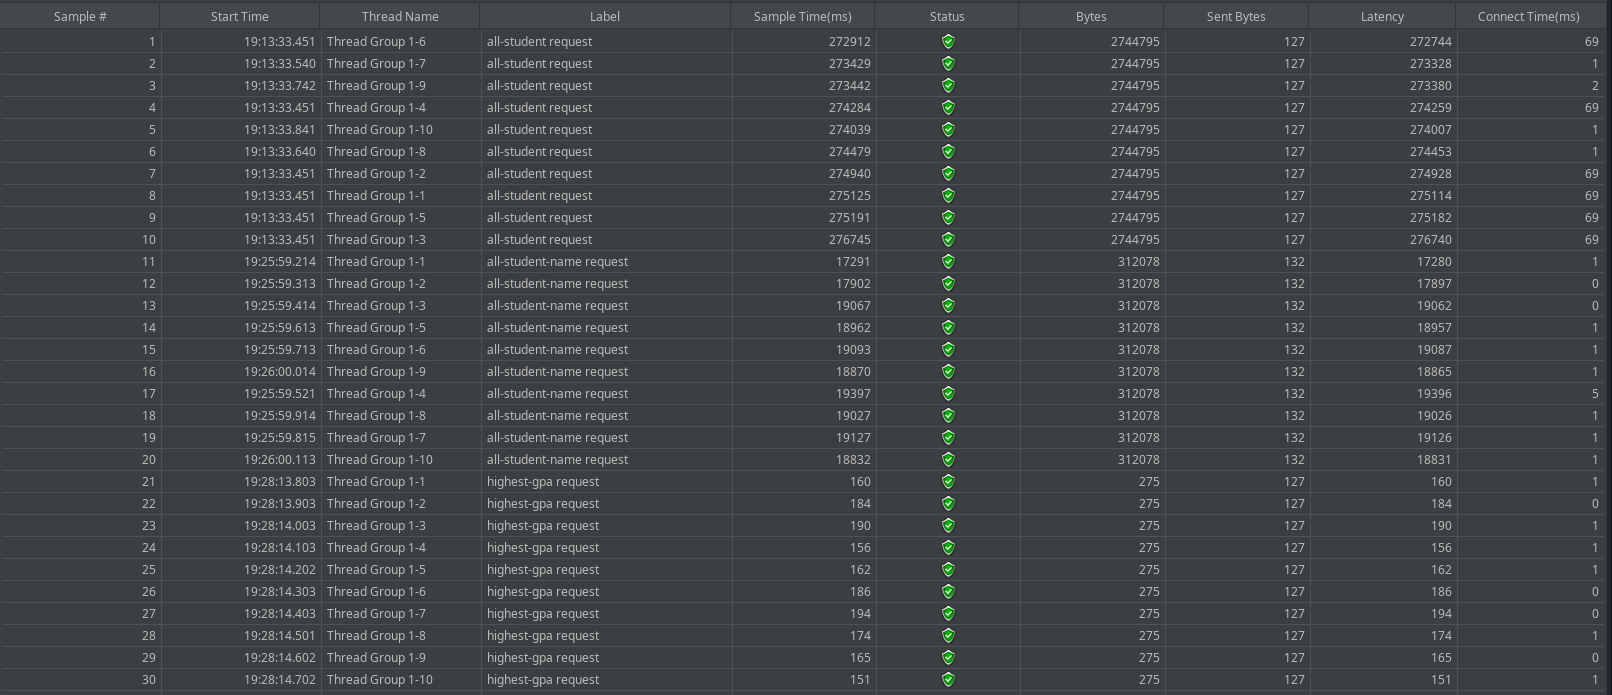 Sample # Start Time Thread Name Label Sample Time(ms) Status Bytes Sent Bytes Latency Connect Time(ms)
1 19:13:33.451 Thread Group 1-6 all-student request 272912 2744795 127 272744 69
2 19:13:33.540 Thread Group 1-7 all-student request 273429 2744795 127 273328 1
3 19:13:33.742 Thread Group 1-9 all-student request 273442 2744795 127 273380 2
4 19:13:33.451 Thread Group 1-4 all-student request 274284 2744795 127 274259 69
5 19:13:33.841 Thread Group 1-10 all-student request 274039 2744795 127 274007 1
6 19:13:33.640 Thread Group 1-8 all-student request 274479 2744795 127 274453 1
7 19:13:33.451 Thread Group 1-2 all-student request 274940 2744795 127 274928 69
8 19:13:33.451 Thread Group 1-1 all-student request 275125 2744795 127 275114 69
9 19:13:33.451 Thread Group 1-5 all-student request 275191 2744795 127 275182 69
10 19:13:33.451 Thread Group 1-3 all-student request 276745 2744795 127 276740 69
11 19:25:59.214 Thread Group 1-1 all-student-name request 17291 312078 132 17280 1
12 19:25:59.313 Thread Group 1-2 all-student-name request 17902 312078 132 17897 0
13 19:25:59.414 Thread Group 1-3 all-student-name request 19067 312078 132 19062 0
14 19:25:59.613 Thread Group 1-5 all-student-name request 18962 312078 132 18957 1
15 19:25:59.713 Thread Group 1-6 all-student-name request 19093 312078 132 19087 1
16 19:26:00.014 Thread Group 1-9 all-student-name request 18870 312078 132 18865 1
17 19:25:59.521 Thread Group 1-4 all-student-name request 19397 312078 132 19396 5
18 19:25:59.914 Thread Group 1-8 all-student-name request 19027 312078 132 19026 1
19 19:25:59.815 Thread Group 1-7 all-student-name request 19127 312078 132 19126 1
20 19:26:00.113 Thread Group 1-10 all-student-name request 18832 312078 132 18831 1
21 19:28:13.803 Thread Group 1-1 highest-gpa request 160 275 127 160 1
22 19:28:13.903 Thread Group 1-2 highest-gpa request 184 275 127 184 0
23 19:28:14.003 Thread Group 1-3 highest-gpa request 190 275 127 190 1
24 19:28:14.103 Thread Group 1-4 highest-gpa request 156 275 127 156 1
25 19:28:14.202 Thread Group 1-5 highest-gpa request 162 275 127 162 1
26 19:28:14.303 Thread Group 1-6 highest-gpa request 186 275 127 186 0
27 19:28:14.403 Thread Group 1-7 highest-gpa request 194 275 127 194 0
28 19:28:14.501 Thread Group 1-8 highest-gpa request 174 275 127 174 1
29 19:28:14.602 Thread Group 1-9 highest-gpa request 165 275 127 165 0
30 19:28:14.702 Thread Group 1-10 highest-gpa request 151 275 127 151 1